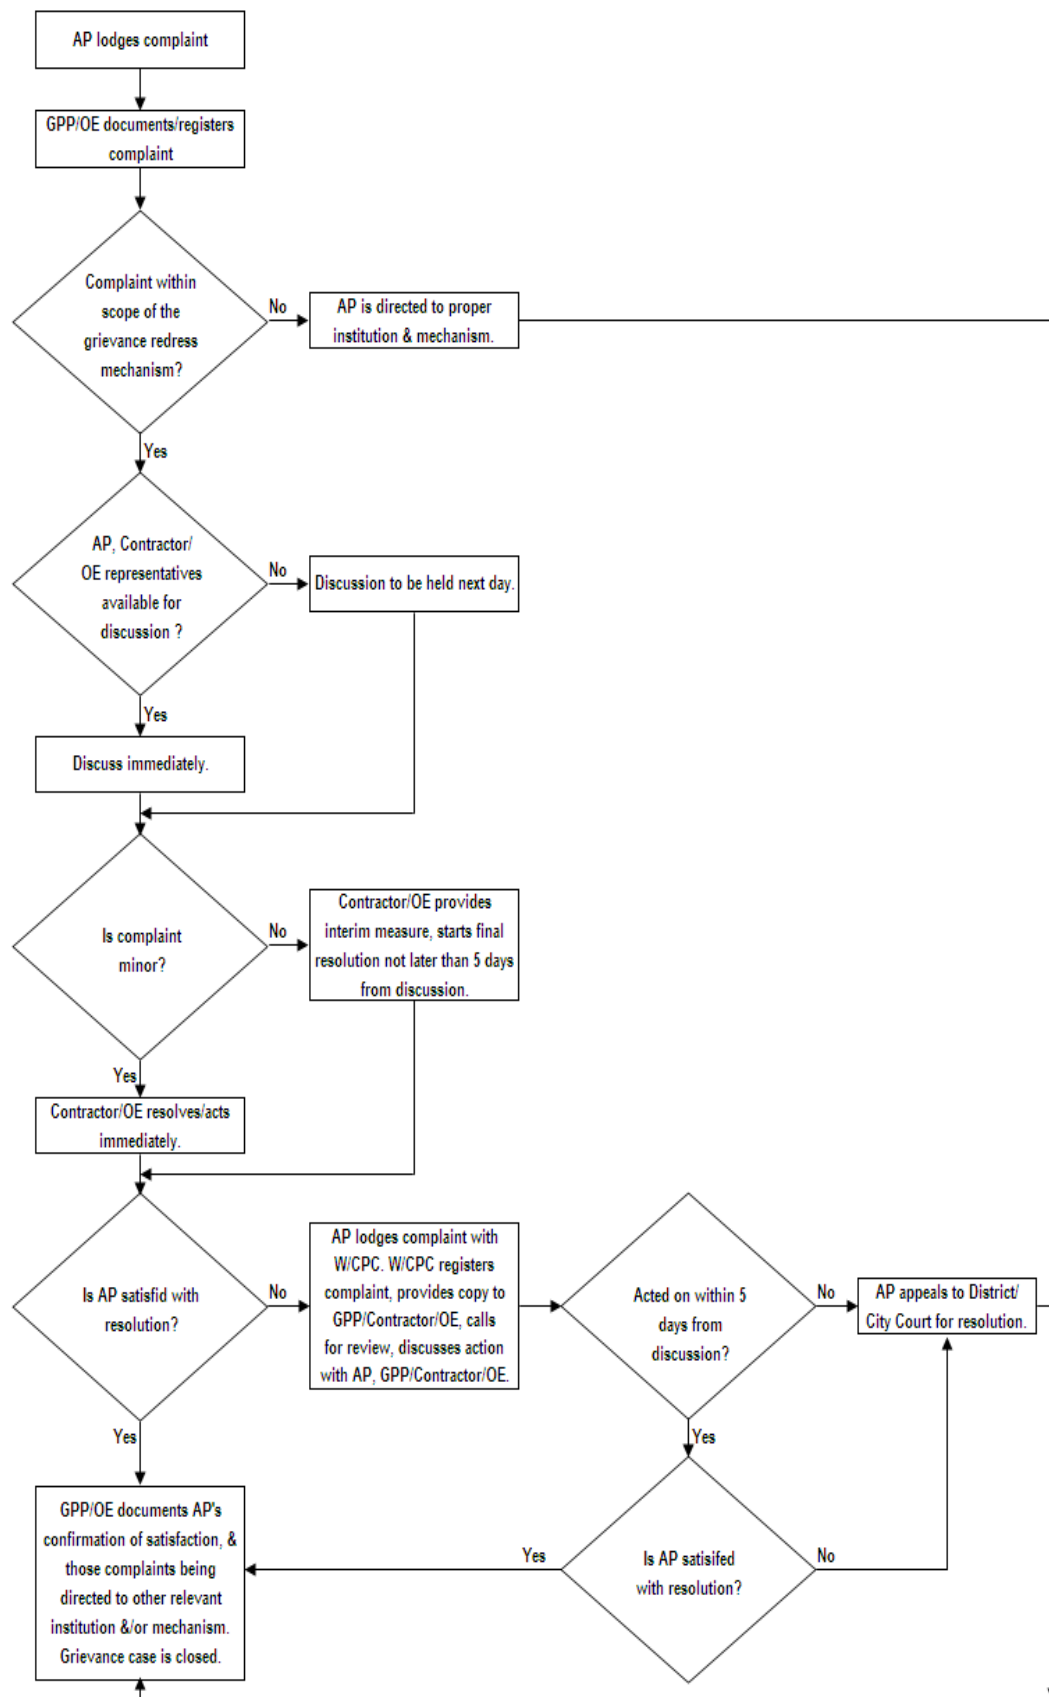 AP lodges complaint
GPP/OE documents/registers
complaint
Complaint within
scope of the
grievance redress
mechanism?
No
AP is directed to proper
institution & mechanism.
Yes
AP, Contractor/
OE representatives
available for
discussion ?
No
Discussion to be held next day.
Yes
Discuss immediately.
Is complaint
minor?
No
Contractor/OE provides
interim measure, starts final
resolution not later than 5 days
from discussion.
Yes
Contractor/OE resolves/acts
immediately.
Is AP satisfid with
resolution?
No
AP lodges complaint with
W/CPC. W/CPC registers
complaint, provides copy to
GPP/Contractor/OE, calls
for review, discusses action
with AP, GPP/Contractor/OE.
Acted on within 5
days from
discussion?
No
AP appeals to District/
City Court for resolution.
Yes
Yes
GPP/OE documents AP's
confirmation of satisfaction, &
those complaints being
directed to other relevant
institution &/or mechanism.
Grievance case is closed.
Yes
Is AP satisifed
with resolution?
No